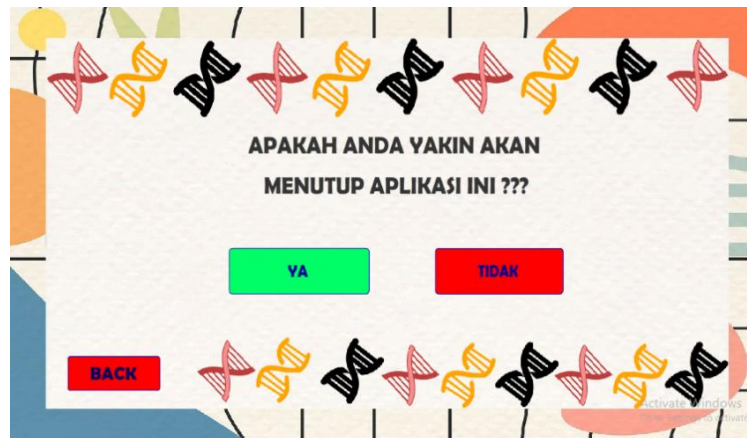 APAKAH ANDA YAKIN AKAN
MENUTUP APLIKASI INI ???
YA
TIDAK
BACK
Activate Windows